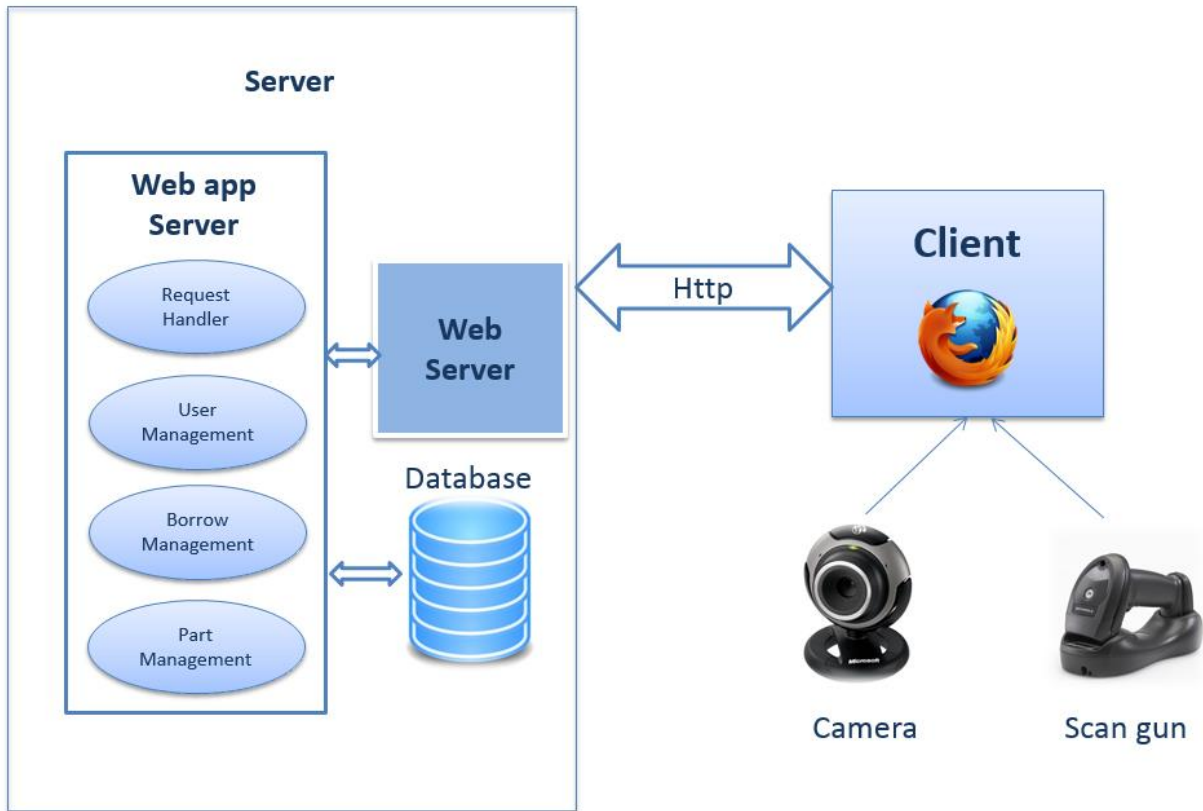 Server
Web app
Server
Request
Handler
User
Management
Borrow
Management
Part
Management
Web
Server
Database
Http
Client
Microsoft
Camera
Scan gun